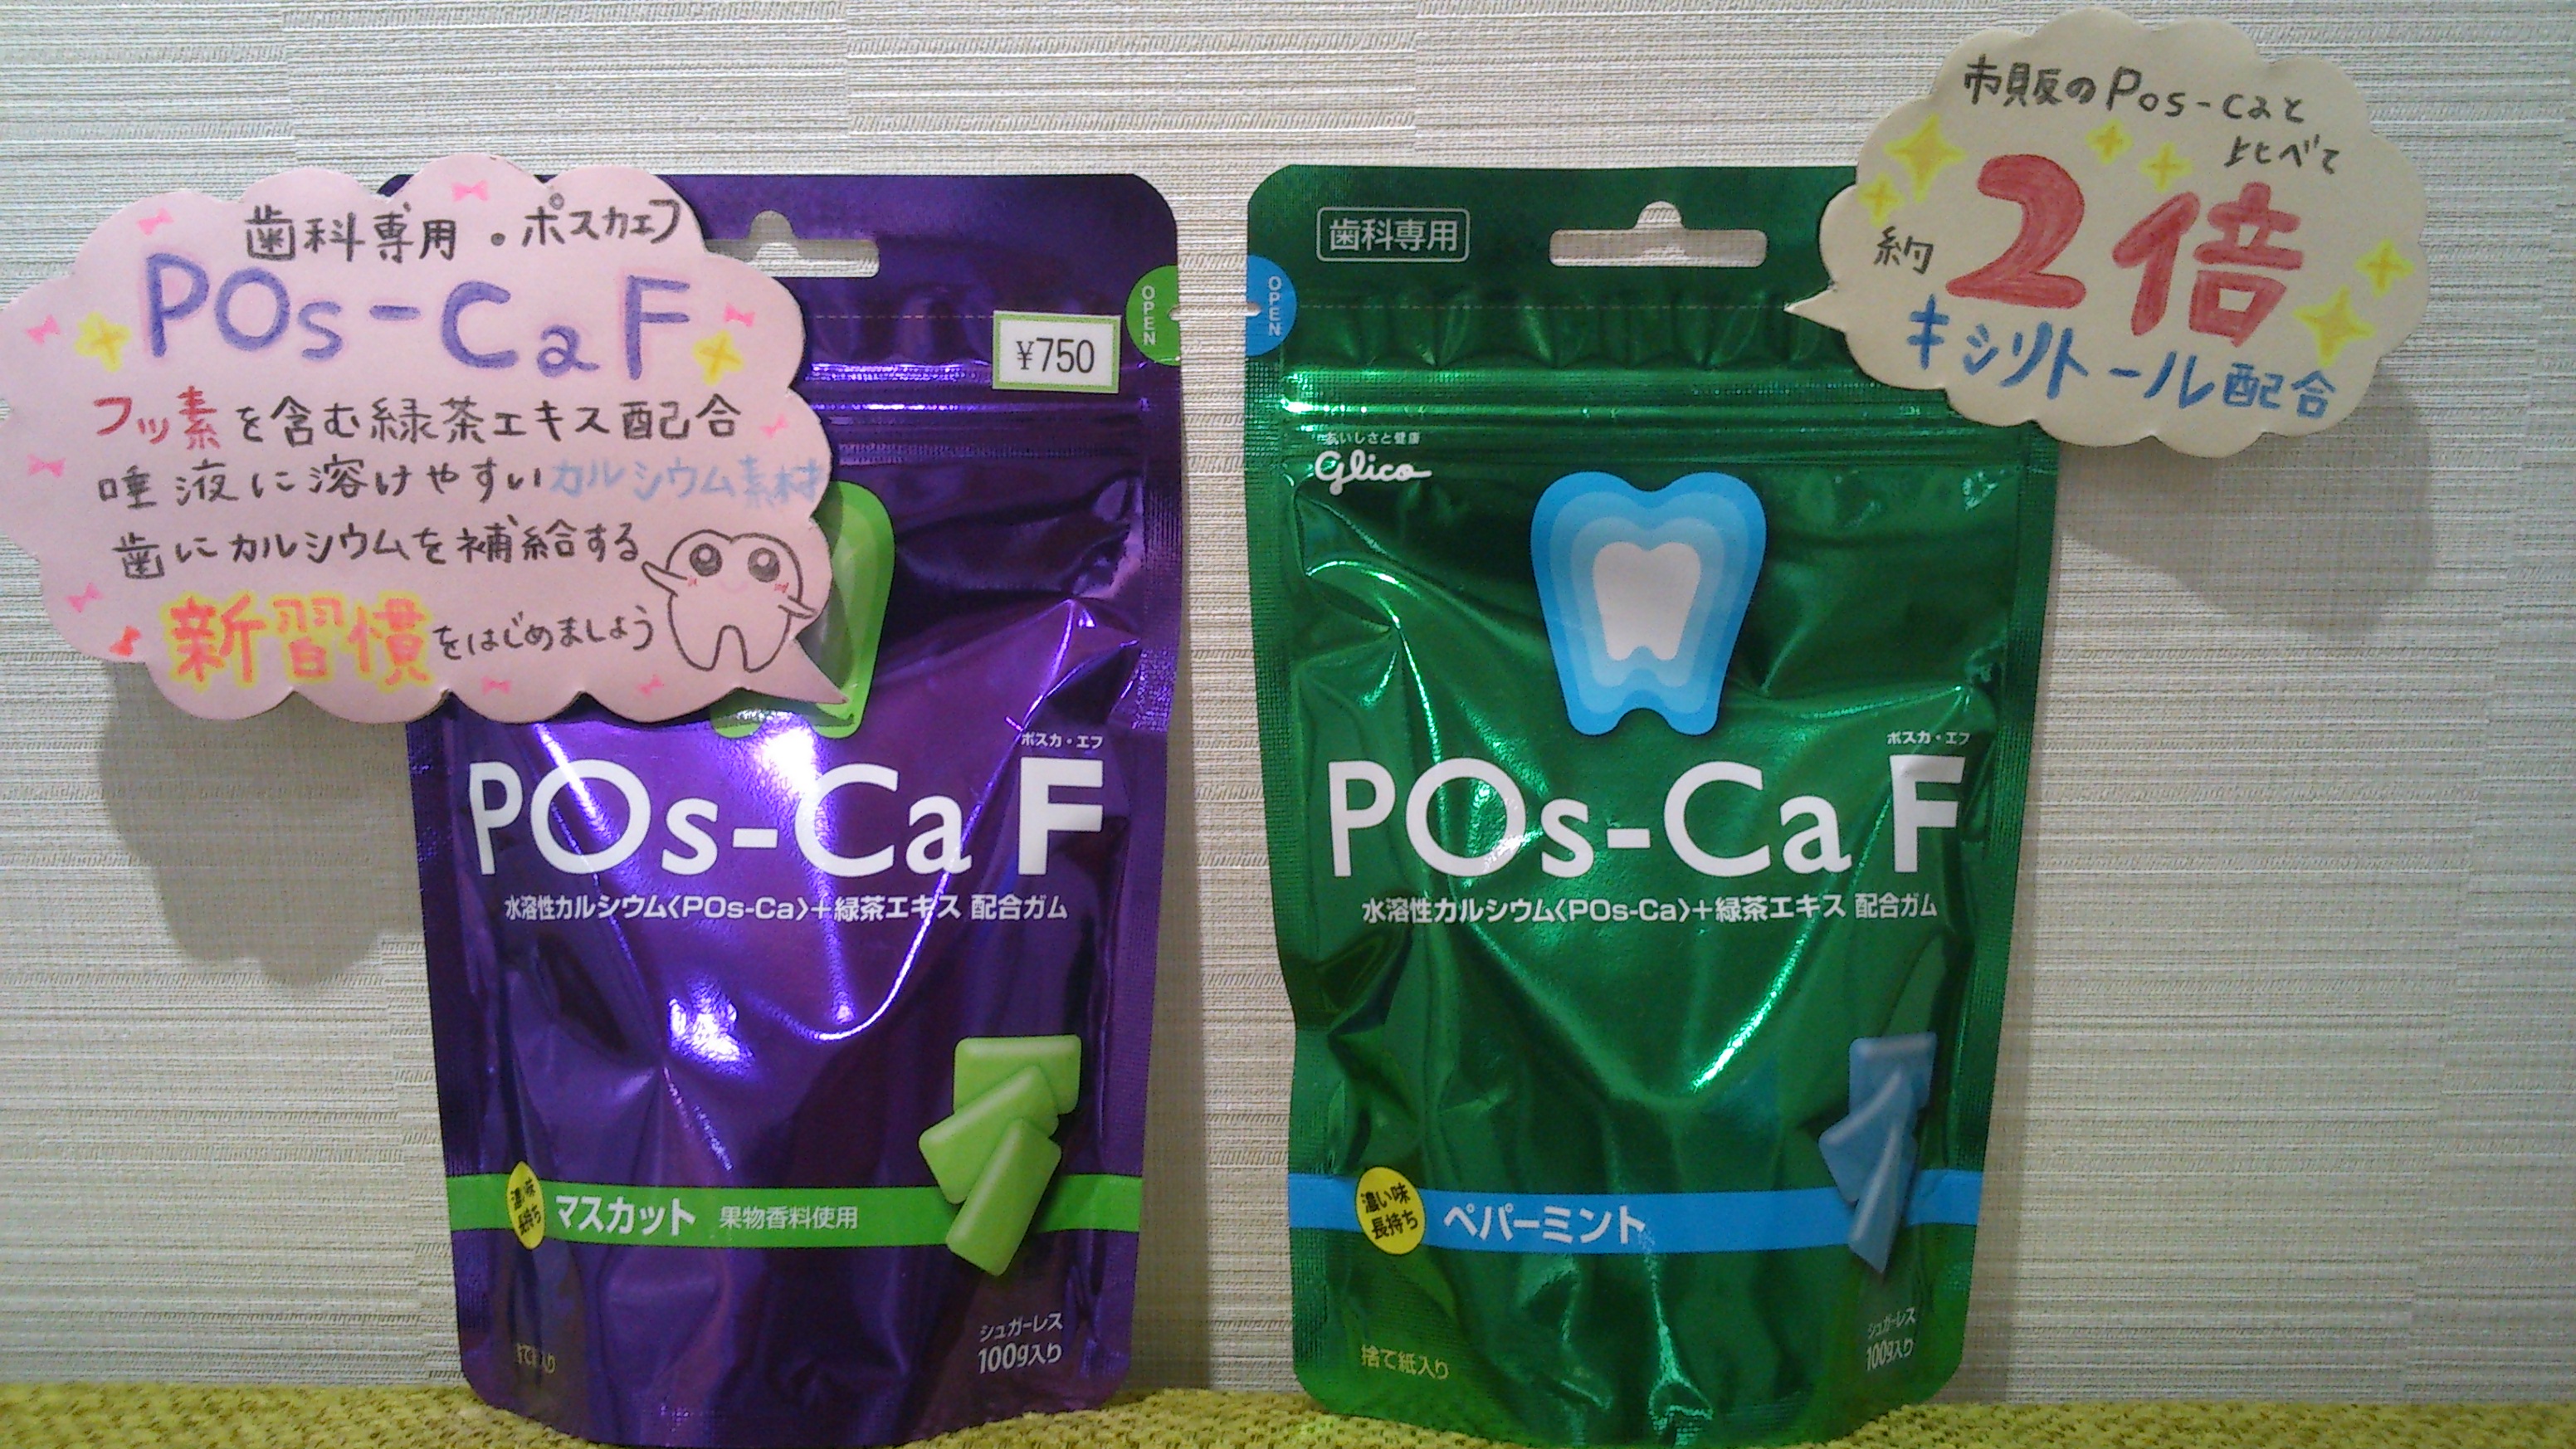 歯科専用・ポスカエフ
POs-Ca F
フッ素を含む緑茶エキス配合
唾液に溶けやすいカルシウム素材
歯にカルシウムを補給する
新習慣をはじめましょう
OPEN
¥750
ポスカ・エフ
POs-Ca F
水溶性カルシウム〈POs-Ca〉+緑茶エキス 配合ガム
濃い味
長持ち
マスカット 果物香料使用
シュガーレス
100g入り
市販のPos-Caと
比べて
約2倍
キシリトール配合
歯科専用
OPEN
おいしさと健康
glico
ポスカ・エフ
POs-Ca F
水溶性カルシウム〈POs-Ca〉+緑茶エキス 配合ガム
濃い味
長持ち
ペパーミント
シュガーレス
100g入り
捨て紙入り